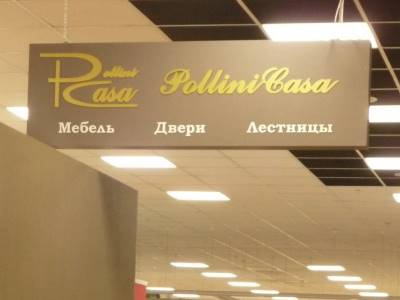 Pollini Casa
PolliniCasa
Мебель Двери Лестницы